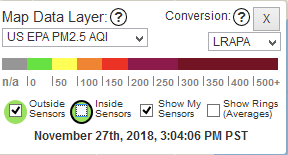 Map Data Layer: ? Conversion: ? X
US EPA PM2.5 AQI LRAPA
n/a 0 50 100 150 200 300 400 500+
Outside Sensors Inside Sensors Show My Sensors Show Rings (Averages)
November 27th, 2018, 3:04:06 PM PST